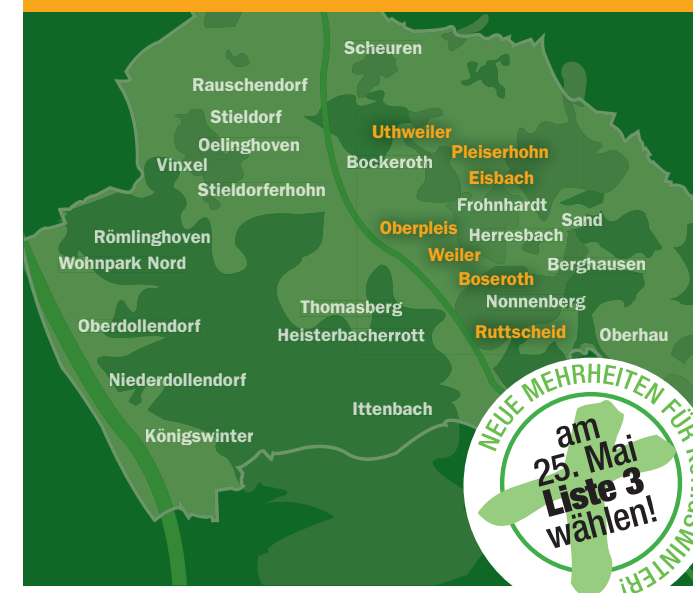 Scheuren
Rauschendorf
Stieldorf
Uthweiler
Oelinghoven
Pleiserhohn
Vinxel
Bockeroth
Eisbach
Stieldorferhohn
Frohnhardt
Sand
Oberpleis
Herresbach
Römlinghoven
Weiler
Wohnpark Nord
Berghausen
Boseroth
Nonnenberg
Thomasberg
Oberdollendorf
Heisterbacherrott
Ruttscheid
Oberhau
Niederdollendorf
Ittenbach
Königswinter
NEUE MEHRHEITEN FÜR KÖNIGSWINTER!
am
25. Mai
Liste 3
wählen!